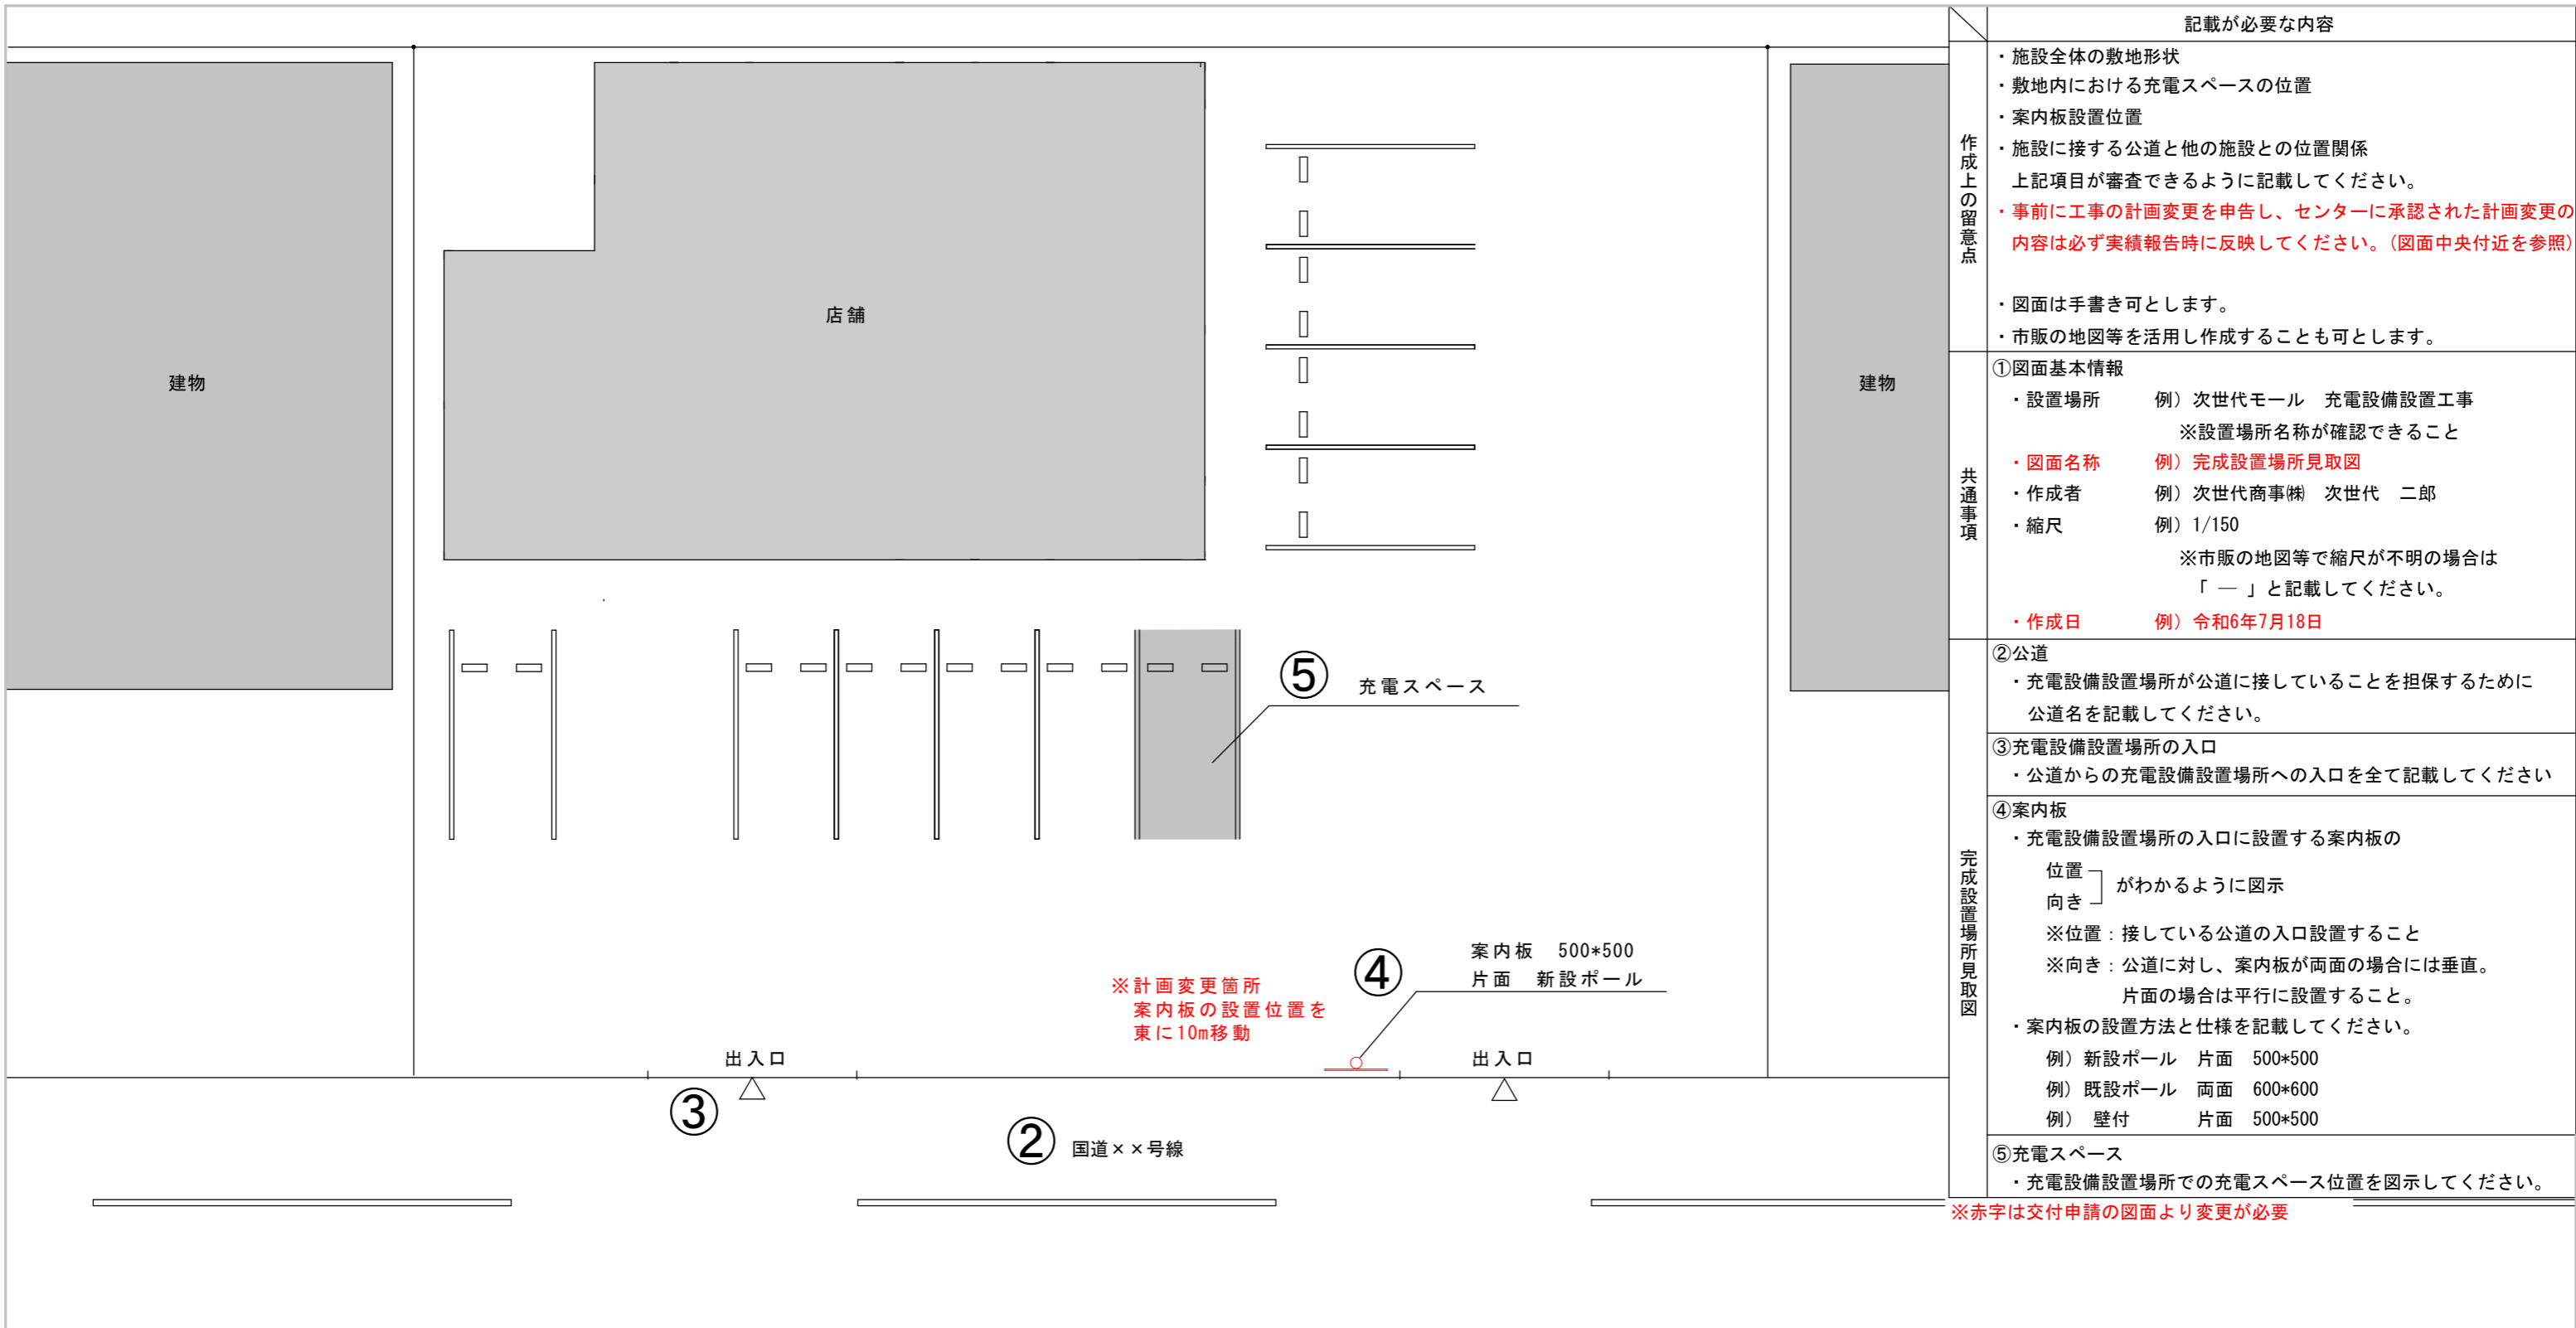 建物
店舗
建物
⑤
充電スペース
※計画変更箇所
案内板の設置位置を
東に10m移動
④
案内板 500*500
片面 新設ポール
出入口
出入口
③
②
国道××号線
記載が必要な内容
作成上の留意点
・施設全体の敷地形状
・敷地内における充電スペースの位置
・案内板設置位置
・施設に接する公道と他の施設との位置関係
上記項目が審査できるように記載してください。
・事前に工事の計画変更を申告し、センターに承認された計画変更の
内容は必ず実績報告時に反映してください。(図面中央付近を参照)
・図面は手書き可とします。
・市販の地図等を活用し作成することも可とします。
共通事項
①図面基本情報
・設置場所 例）次世代モール 充電設備設置工事
※設置場所名称が確認できること
・図面名称 例）完成設置場所見取図
・作成者 例）次世代商事㈱ 次世代 二郎
・縮尺 例）1/150
※市販の地図等で縮尺が不明の場合は
「 ― 」と記載してください。
・作成日 例）令和6年7月18日
完成設置場所見取図
②公道
・充電設備設置場所が公道に接していることを担保するために
公道名を記載してください。
③充電設備設置場所の入口
・公道からの充電設備設置場所への入口を全て記載してください
④案内板
・充電設備設置場所の入口に設置する案内板の
位置
向き
がわかるように図示
※位置：接している公道の入口設置すること
※向き：公道に対し、案内板が両面の場合には垂直。
片面の場合は平行に設置すること。
・案内板の設置方法と仕様を記載してください。
例）新設ポール 片面 500*500
例）既設ポール 両面 600*600
例） 壁付 片面 500*500
⑤充電スペース
・充電設備設置場所での充電スペース位置を図示してください。
※赤字は交付申請の図面より変更が必要